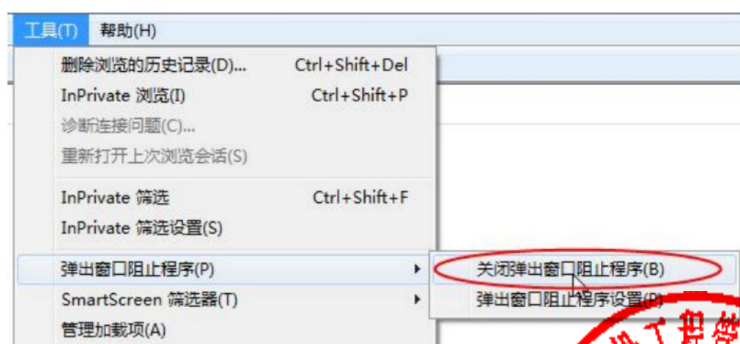 工具(T) 帮助(H)
删除浏览的历史记录(D)... Ctrl+Shift+Del
InPrivate 浏览(I) Ctrl+Shift+P
诊断连接问题(C)...
重新打开上次浏览会话(S)
InPrivate 筛选 Ctrl+Shift+F
InPrivate 筛选设置(S)
弹出窗口阻止程序(P) 关闭弹出窗口阻止程序(B)
SmartScreen 筛选器(T) 弹出窗口阻止程序设置(P)
管理加载项(A)